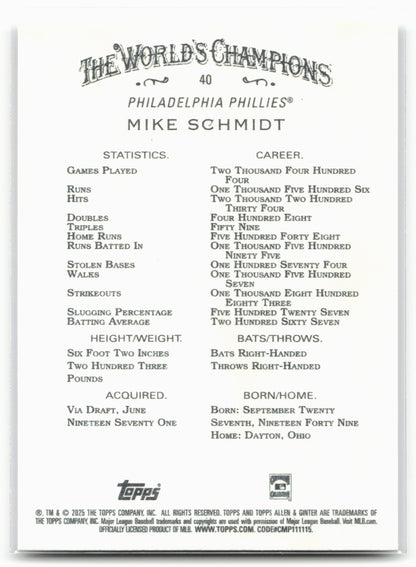 THE WORLD'S CHAMPIONS
40
PHILADELPHIA PHILLIES®
MIKE SCHMIDT
STATISTICS. CAREER.
GAMES PLAYED TWO THOUSAND FOUR HUNDRED
FOUR
RUNS ONE THOUSAND FIVE HUNDRED SIX
HITS TWO THOUSAND TWO HUNDRED
THIRTY FOUR
DOUBLES FOUR HUNDRED EIGHT
TRIPLES FIFTY NINE
HOME RUNS FIVE HUNDRED FORTY EIGHT
RUNS BATTED IN ONE THOUSAND FIVE HUNDRED
NINETY FIVE
STOLEN BASES ONE HUNDRED SEVENTY FOUR
WALKS ONE THOUSAND FIVE HUNDRED
SEVEN
STRIKEOUTS ONE THOUSAND EIGHT HUNDRED
EIGHTY THREE
SLUGGING PERCENTAGE FIVE HUNDRED TWENTY SEVEN
BATTING AVERAGE TWO HUNDRED SIXTY SEVEN
HEIGHT/WEIGHT. BATS/THROWS.
SIX FOOT TWO INCHES BATS RIGHT-HANDED
TWO HUNDRED THREE THROWS RIGHT-HANDED
POUNDS
ACQUIRED. BORN/HOME.
VIA DRAFT, JUNE BORN: SEPTEMBER TWENTY
NINETEEN SEVENTY ONE SEVENTH, NINETEEN FORTY NINE
HOME: DAYTON, OHIO
Topps
®, TM & © 2025 THE TOPPS COMPANY, INC. ALL RIGHTS RESERVED. TOPPS AND TOPPS ALLEN & GINTER ARE TRADEMARKS OF
THE TOPPS COMPANY, INC. Major League Baseball trademarks and copyrights are used with permission of Major League Baseball. Visit MLB.com.
OFFICIALLY LICENSED PRODUCT OF MLB. WWW.TOPPS.COM. CODE#CMP111115.